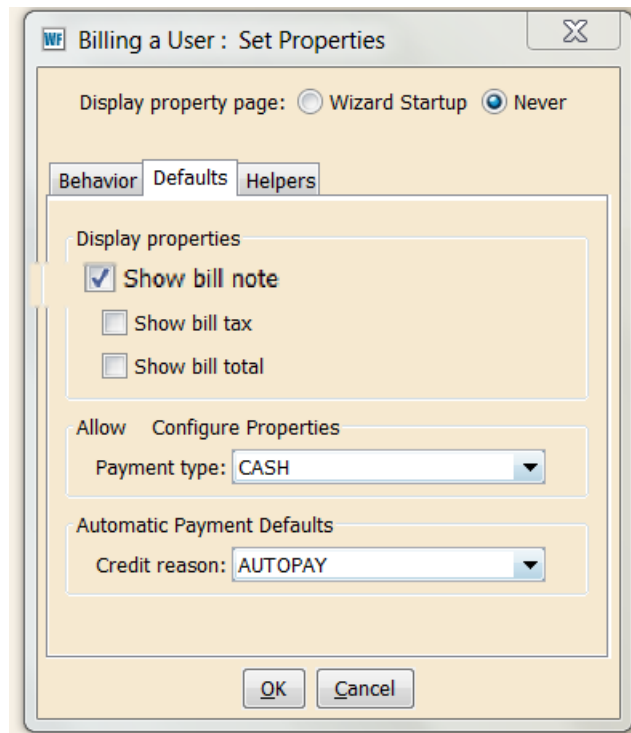 WF Billing a User : Set Properties
Display property page: Wizard Startup Never
Behavior Defaults Helpers
Display properties
Show bill note
Show bill tax
Show bill total
Allow Configure Properties
Payment type: CASH
Automatic Payment Defaults
Credit reason: AUTOPAY
OK Cancel